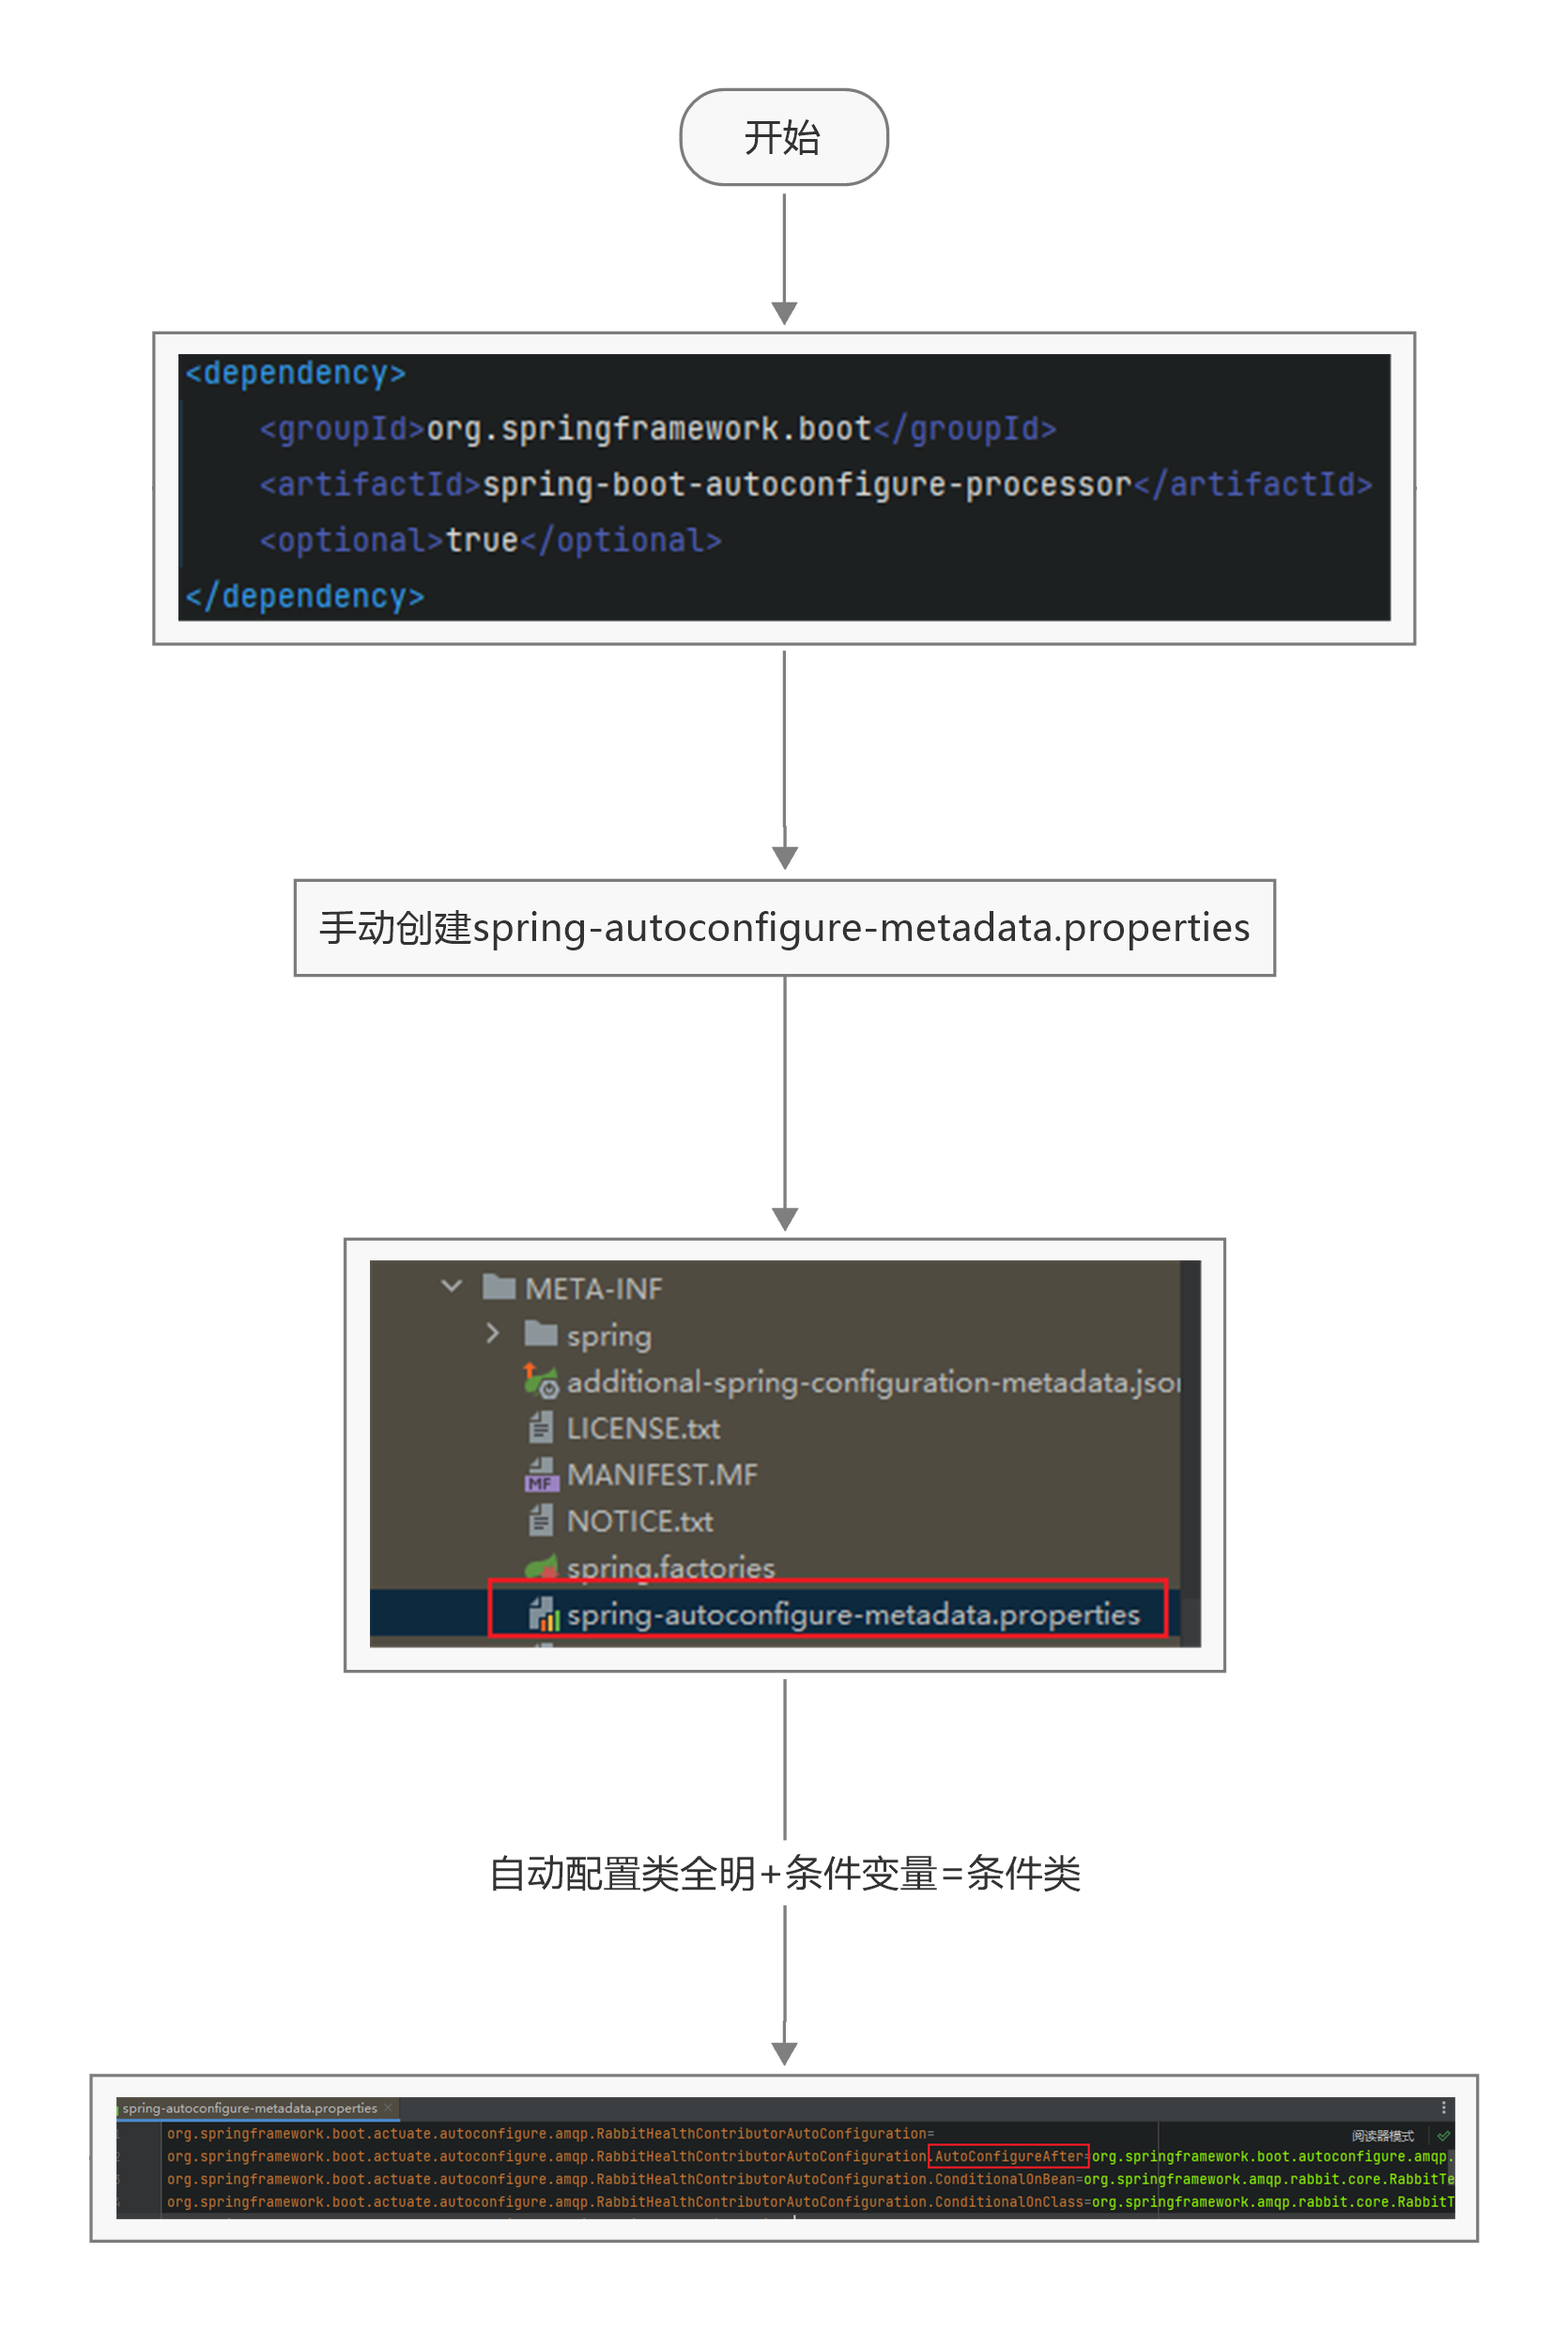 开始
<dependency>
<groupId>org.springframework.boot</groupId>
<artifactId>spring-boot-autoconfigure-processor</artifactId>
<optional>true</optional>
</dependency>
手动创建spring-autoconfigure-metadata.properties
META-INF
spring
additional-spring-configuration-metadata.json
LICENSE.txt
MF MANIFEST.MF
NOTICE.txt
spring.factories
spring-autoconfigure-metadata.properties
自动配置类全明+条件变量=条件类
spring-autoconfigure-metadata.properties
阅读器模式
org.springframework.boot.actuate.autoconfigure.amqp.RabbitHealthContributorAutoConfiguration=
org.springframework.boot.actuate.autoconfigure.amqp.RabbitHealthContributorAutoConfiguration.AutoConfigureAfter=org.springframework.boot.autoconfigure.amqp.
org.springframework.boot.actuate.autoconfigure.amqp.RabbitHealthContributorAutoConfiguration.ConditionalOnBean=org.springframework.amqp.rabbit.core.RabbitTe
org.springframework.boot.actuate.autoconfigure.amqp.RabbitHealthContributorAutoConfiguration.ConditionalOnClass=org.springframework.amqp.rabbit.core.RabbitT